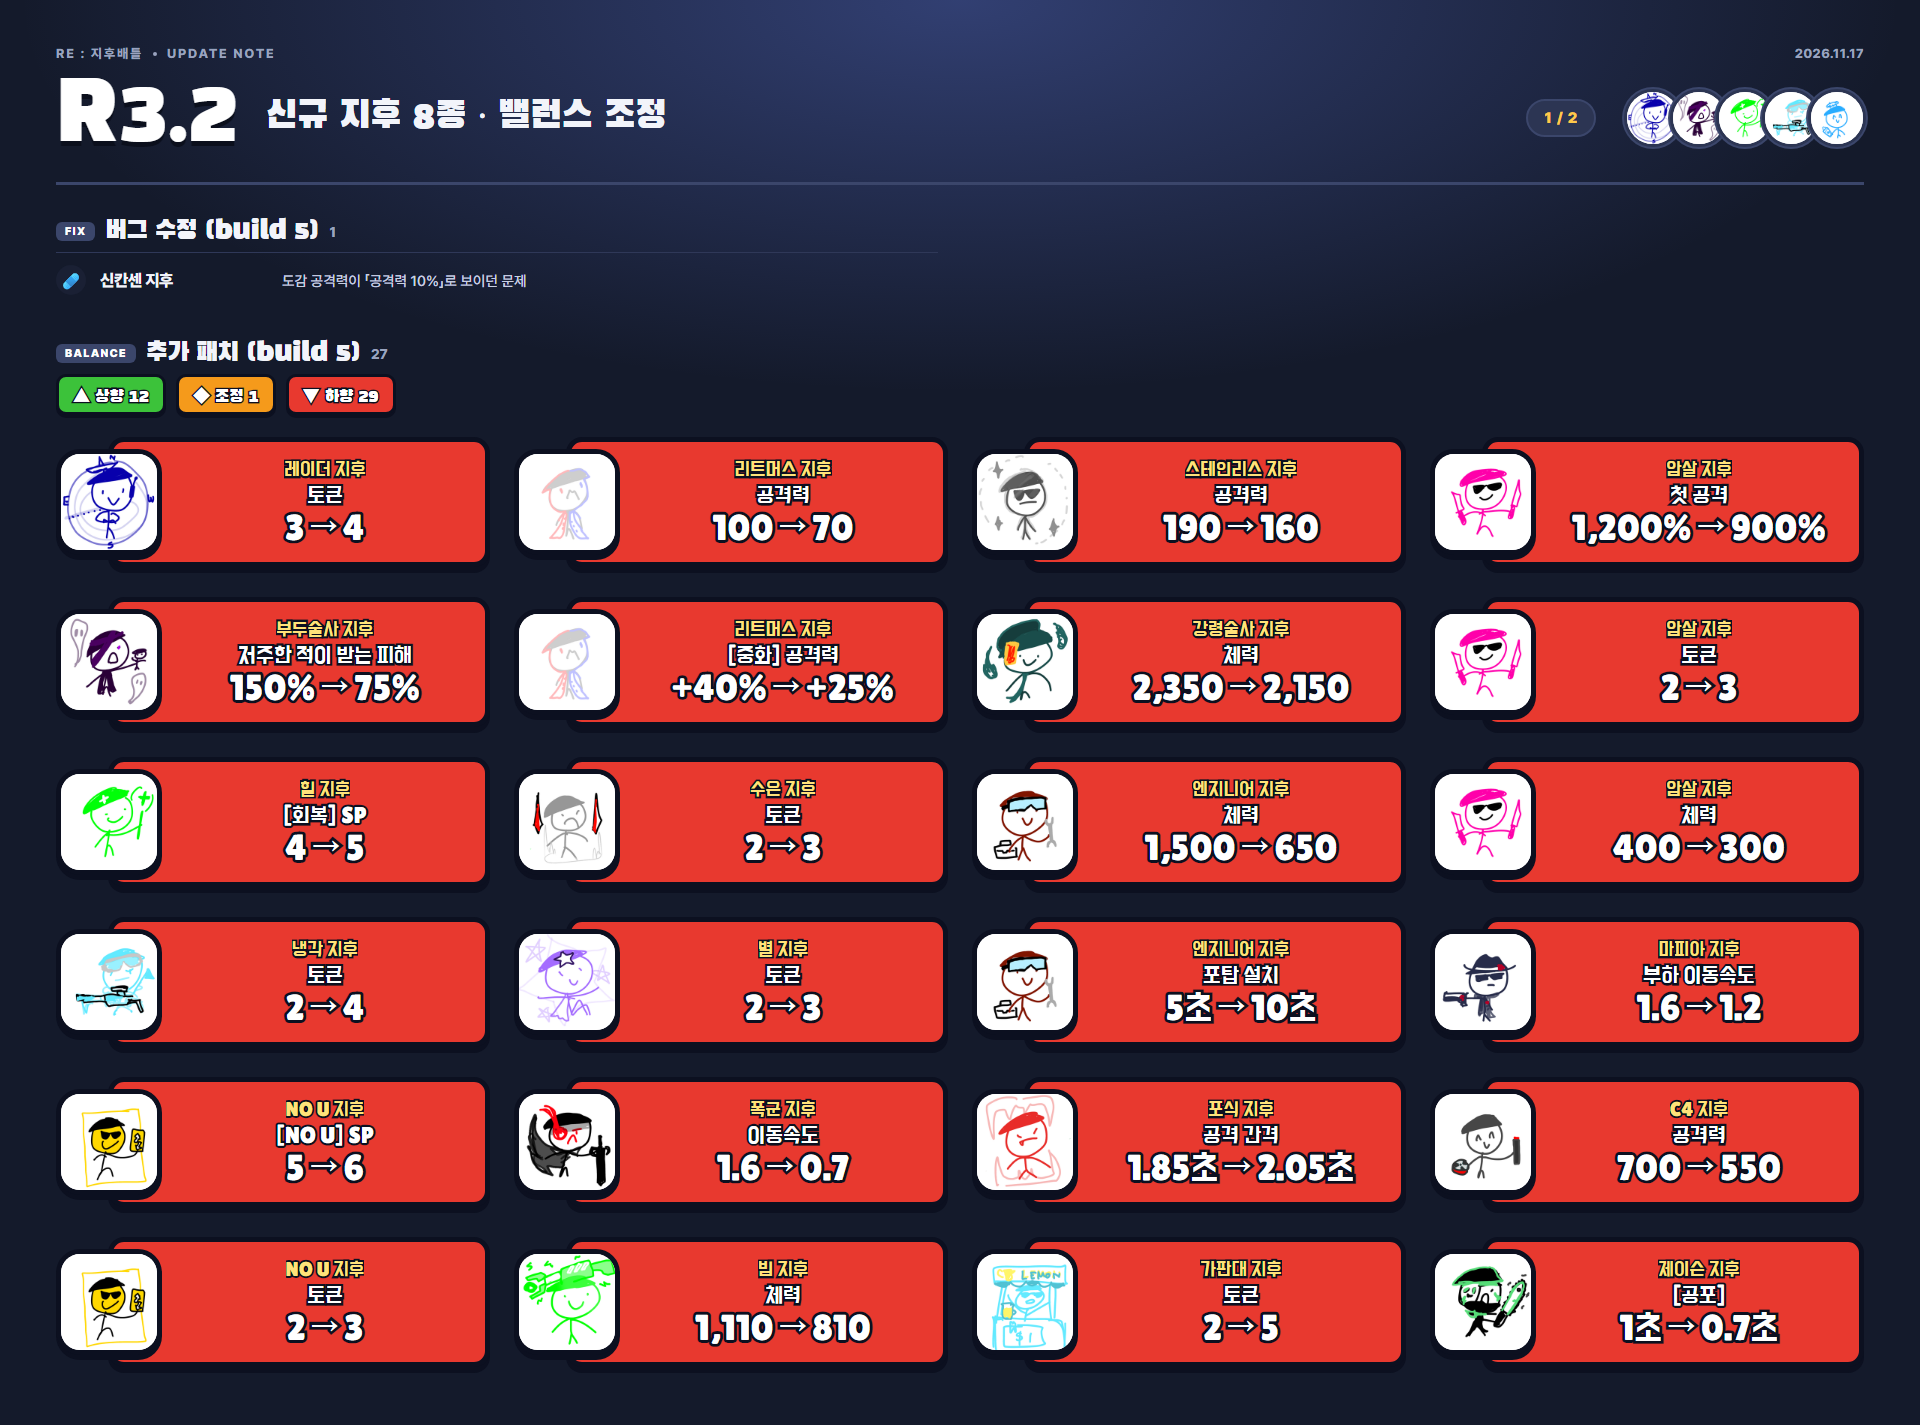 RE : 지후배틀 • UPDATE NOTE
2026.11.17
R3.2 신규 지후 8종 · 밸런스 조정
1 / 2
FIX 버그 수정 (build 5) 1
신칸센 지후 도감 공격력이 「공격력 10%」로 보이던 문제
BALANCE 추가 패치 (build 5) 27
▲ 상향 12 ◆ 조정 1 ▼ 하향 29
레이더 지후
토큰
3→4
리트머스 지후
공격력
100→70
스테인리스 지후
공격력
190→160
암살 지후
첫 공격
1,200%→900%
부두술사 지후
저주한 적이 받는 피해
150%→75%
리트머스 지후
[중화] 공격력
+40%→+25%
강령술사 지후
체력
2,350→2,150
암살 지후
토큰
2→3
힐 지후
[회복] SP
4→5
수은 지후
토큰
2→3
엔지니어 지후
체력
1,500→650
암살 지후
체력
400→300
냉각 지후
토큰
2→4
별 지후
토큰
2→3
엔지니어 지후
포탑 설치
5초→10초
마피아 지후
부하 이동속도
1.6→1.2
NO U 지후
[NO U] SP
5→6
폭군 지후
이동속도
1.6→0.7
포식 지후
공격 간격
1.85초→2.05초
C4 지후
공격력
700→550
NO U 지후
토큰
2→3
빔 지후
체력
1,110→810
LEMON
가판대 지후
토큰
2→5
제이슨 지후
[공포]
1초→0.7초